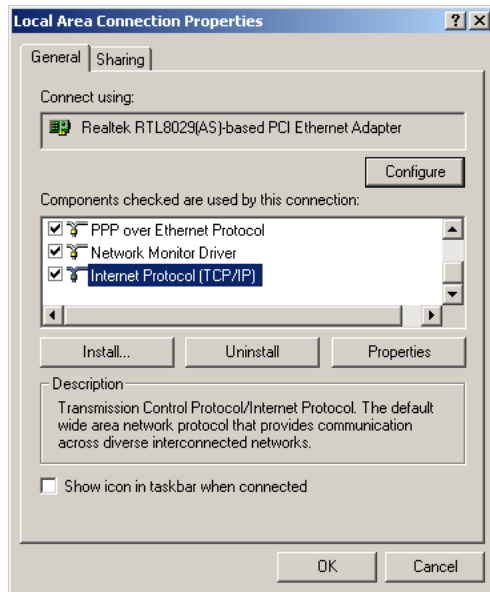 Local Area Connection Properties
General Sharing
Connect using:
Realtek RTL8029(AS)-based PCI Ethernet Adapter
Configure
Components checked are used by this connection:
PPP over Ethernet Protocol
Network Monitor Driver
Internet Protocol (TCP/IP)
Install... Uninstall Properties
Description
Transmission Control Protocol/Internet Protocol. The default
wide area network protocol that provides communication
across diverse interconnected networks.
Show icon in taskbar when connected
OK Cancel